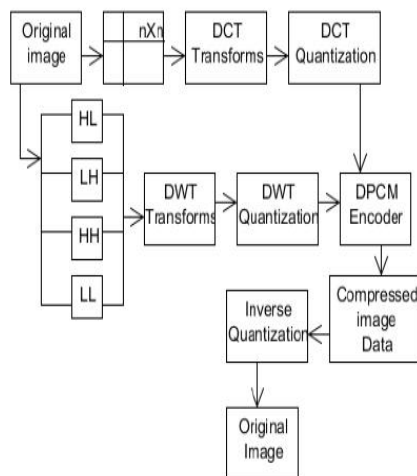 Original
image
nXn
DCT
Transforms
DCT
Quantization
HL
LH
HH
LL
DWT
Transforms
DWT
Quantization
DPCM
Encoder
Inverse
Quantization
Compressed
image
Data
Original
Image